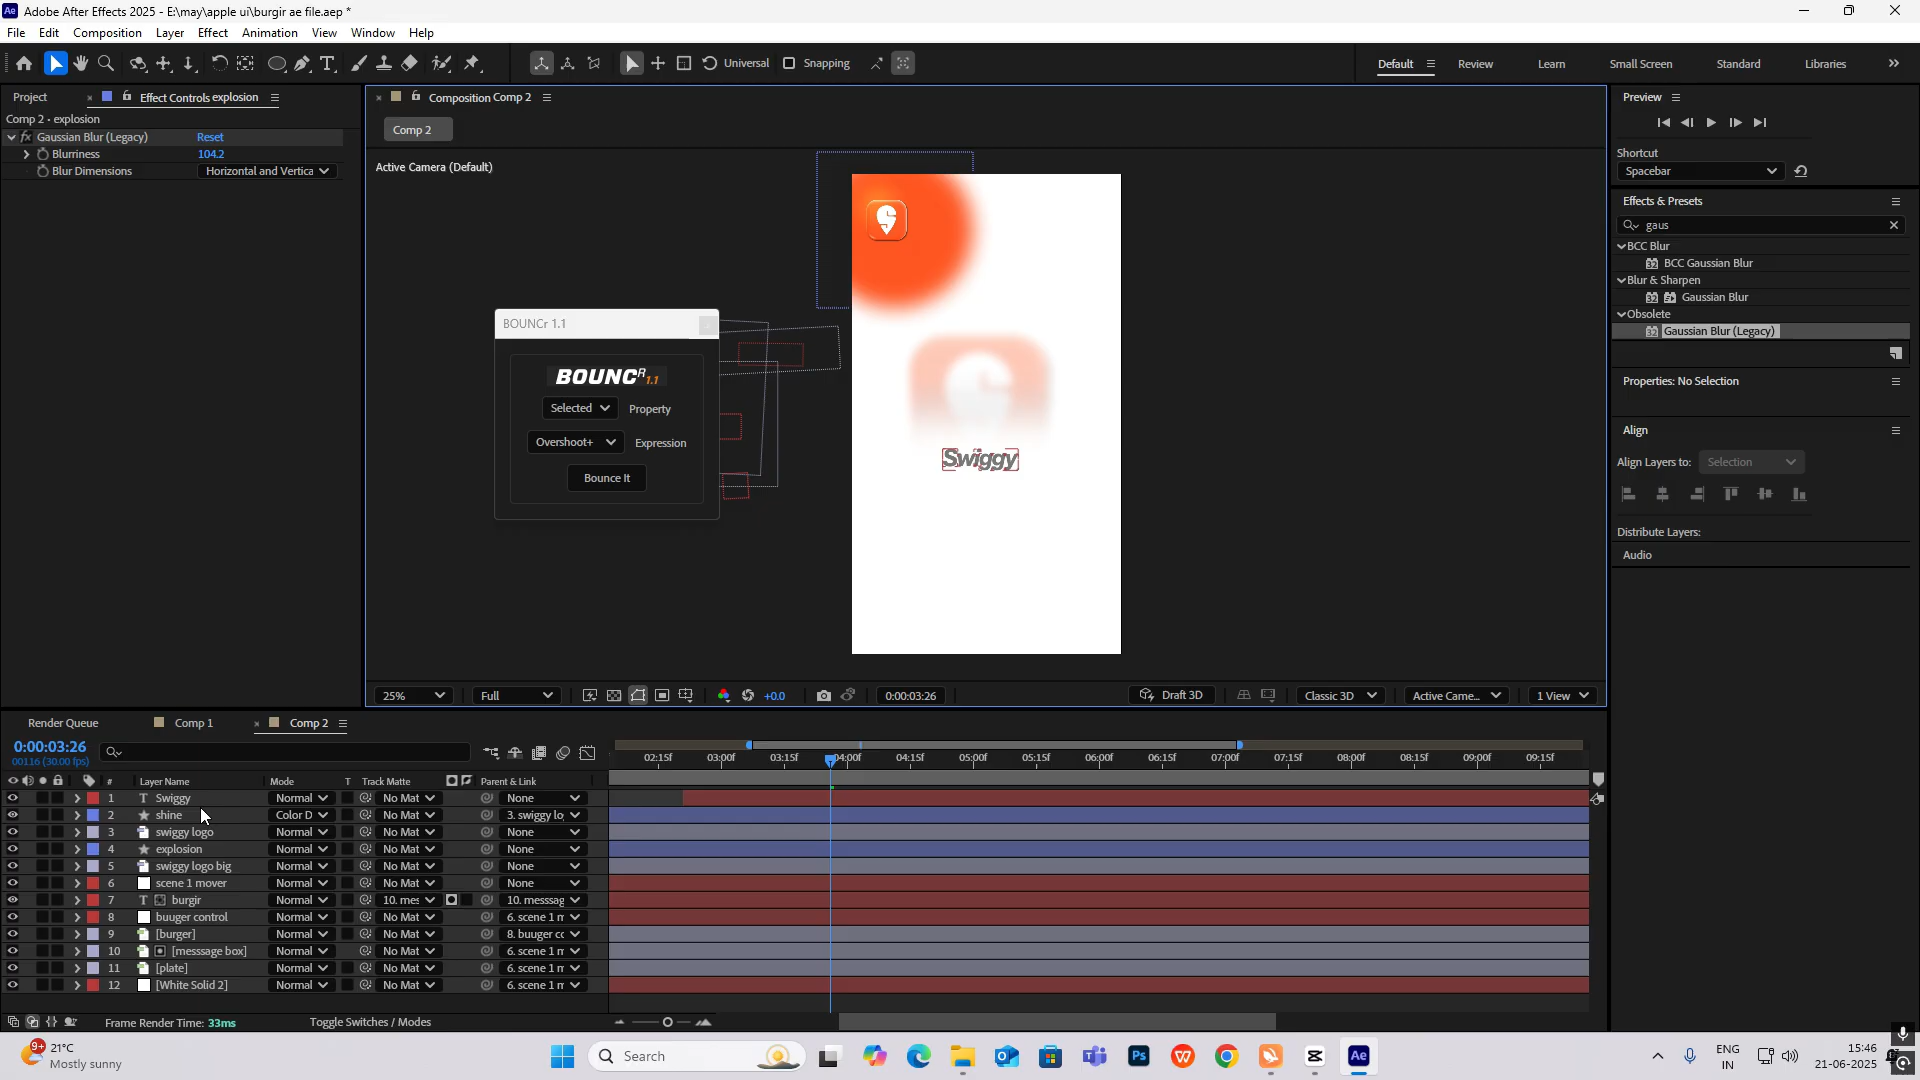 Adobe After Effects 2025 - E:\may\apple ui\burgir ae file.aep *
File Edit Composition Layer Effect Animation View Window Help
Universal Snapping Default Review Learn Small Screen Standard Libraries
Project Effect Controls explosion
Comp 2 • explosion
Gaussian Blur (Legacy) Reset
Blurriness 104.2
Blur Dimensions Horizontal and Vertica
Composition Comp 2
Comp 2
Active Camera (Default)
BOUNCr 1.1
BOUNCR 1.1
Selected Property
Overshoot+ Expression
Bounce It
Swiggy
25% Full +0.0 0:00:03:26 Draft 3D Classic 3D Active Came... 1 View
Preview
Shortcut
Spacebar
Effects & Presets
gaus
BCC Blur
32 BCC Gaussian Blur
Blur & Sharpen
32 Gaussian Blur
Obsolete
32 Gaussian Blur (Legacy)
Properties: No Selection
Align
Align Layers to: Selection
Distribute Layers:
Audio
Render Queue Comp 1 Comp 2
0:00:03:26
00116 (30.00 fps)
02:15f 03:00f 03:15f 04:00f 04:15f 05:00f 05:15f 06:00f 06:15f 07:00f 07:15f 08:00f 08:15f 09:00f 09:15f
# Layer Name Mode T Track Matte Parent & Link
1 T Swiggy Normal No Mat None
2 shine Color D No Mat 3. swiggy lo
3 swiggy logo Normal No Mat None
4 explosion Normal No Mat None
5 swiggy logo big Normal No Mat None
6 scene 1 mover Normal No Mat None
7 T burgir Normal 10. mes 10. messsag
8 buuger control Normal No Mat 6. scene 1 m
9 [burger] Normal No Mat 8. buuger cc
10 [messsage box] Normal No Mat 6. scene 1 m
11 [plate] Normal No Mat 6. scene 1 m
12 [White Solid 2] Normal No Mat 6. scene 1 m
Frame Render Time: 33ms Toggle Switches / Modes
9+
21°C
Mostly sunny
Search
Ps
Ae
ENG
IN
15:46
21-06-2025